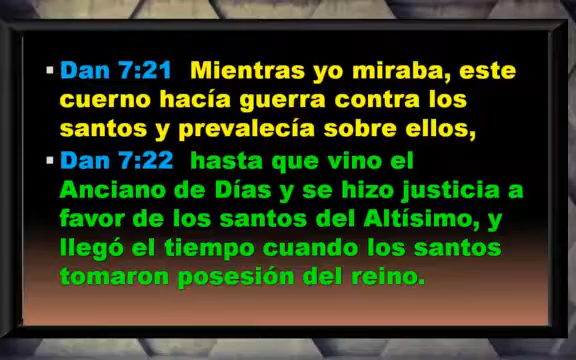 ▪ Dan 7:21 Mientras yo miraba, este
cuerno hacía guerra contra los
santos y prevalecía sobre ellos,
▪ Dan 7:22 hasta que vino el
Anciano de Días y se hizo justicia a
favor de los santos del Altísimo, y
llegó el tiempo cuando los santos
tomaron posesión del reino.